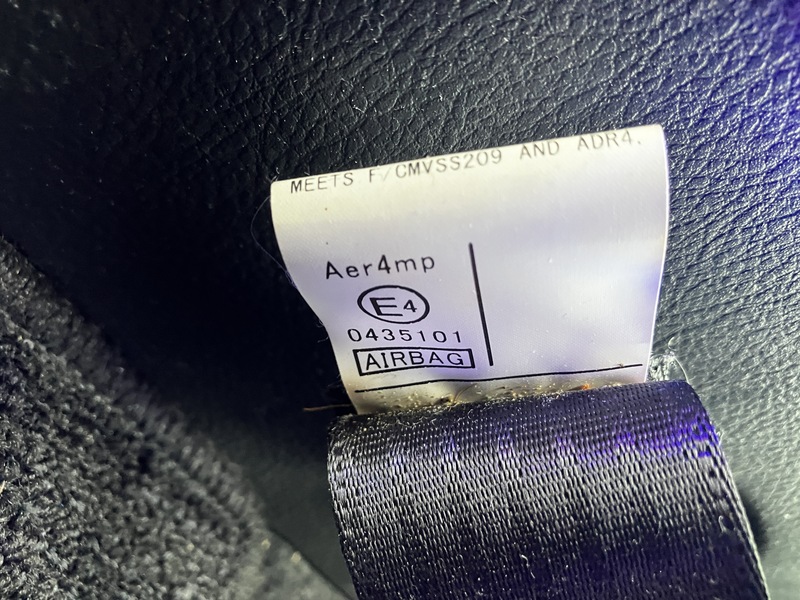 MEETS F/CMVSS209 AND ADR4.
Aer4mp
E4
0435101
AIRBAG